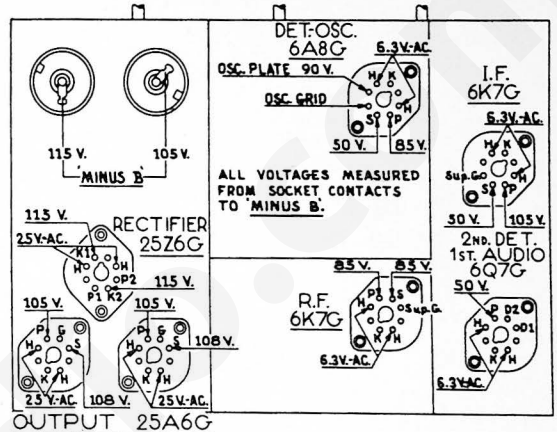 DET-OSC.
6A8G
6.3V.-AC.
OSC. PLATE 90 V.
OSC. GRID
H K
H
S P
50 V. 85 V.
I.F.
6K7G
6.3V.-AC.
H K
H
Sup.G.
S P
50 V. 105 V.
115 V. 105 V.
'MINUS B'
ALL VOLTAGES MEASURED
FROM SOCKET CONTACTS
TO 'MINUS B'.
113 V.
25V-AC.
RECTIFIER
25Z6G
K1
H H
P2
P1 K2
115 V.
2ND. DET.
1ST. AUDIO
6Q7G
50 V.
P D2
H D1
K H
6.3V.-AC.
R.F.
6K7G
85 V. 85 V.
P S
H Sup.G.
K H
6.3V.-AC.
105 V. 105 V.
108 V.
P G
H S
K H
25V.-AC. 108 V.
P G
H S
K H
25V.-AC.
OUTPUT 25A6G